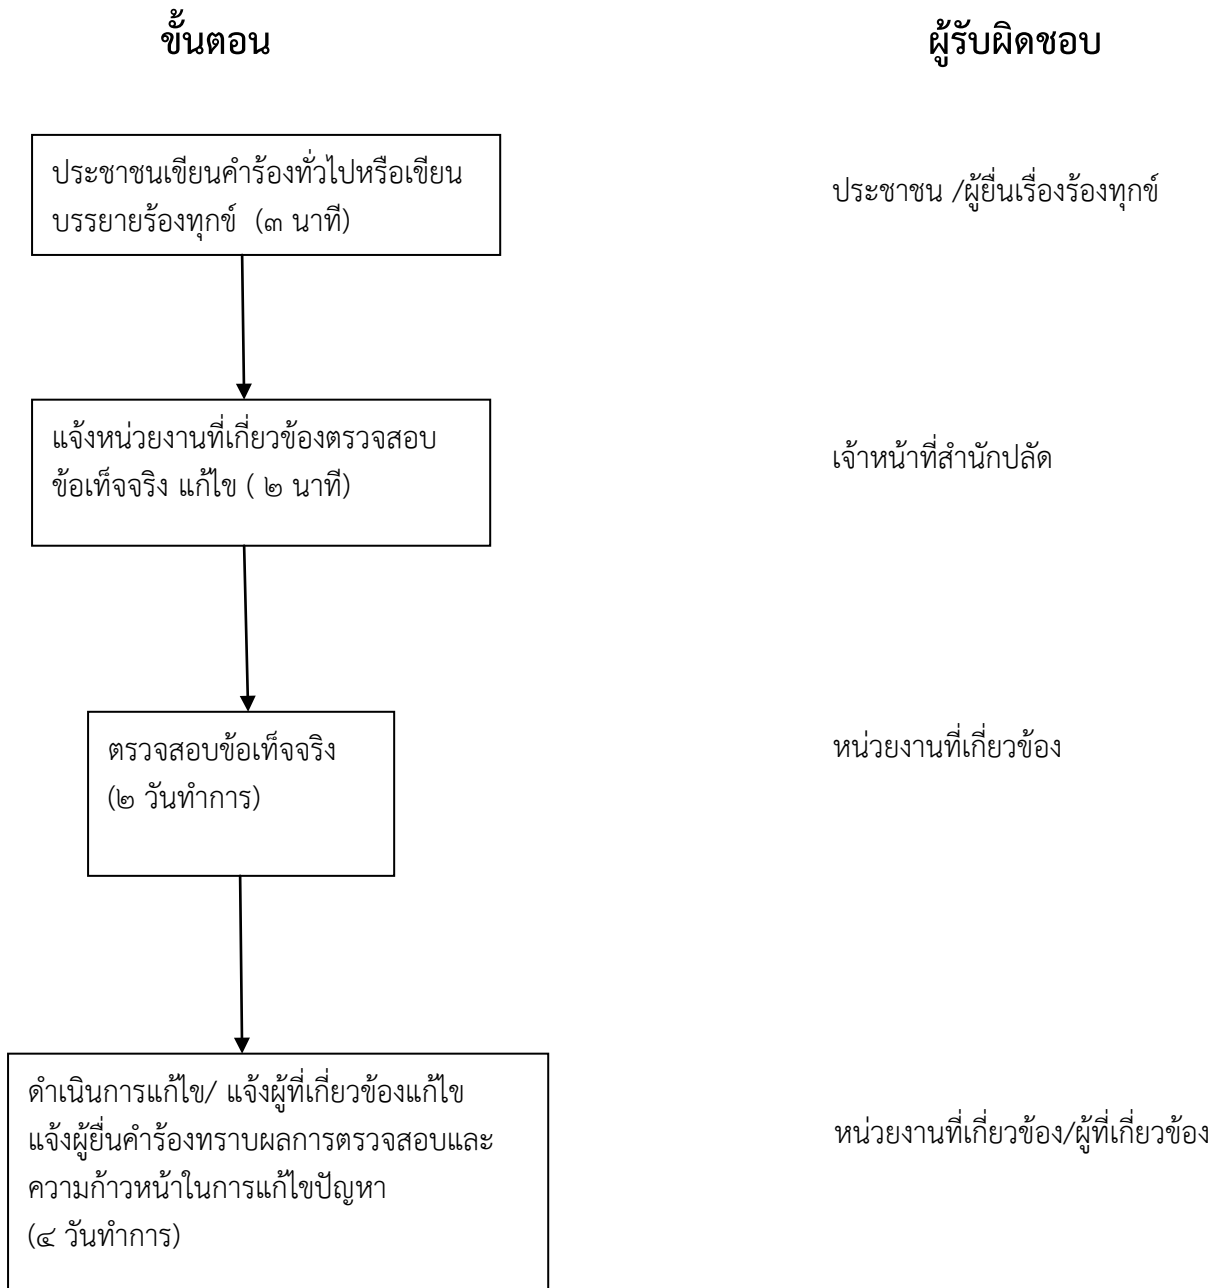 ขั้นตอน
ผู้รับผิดชอบ
ประชาชนเขียนคำร้องทั่วไปหรือเขียน
บรรยายร้องทุกข์ (๓ นาที)
ประชาชน /ผู้ยื่นเรื่องร้องทุกข์
แจ้งหน่วยงานที่เกี่ยวข้องตรวจสอบ
ข้อเท็จจริง แก้ไข ( ๒ นาที)
เจ้าหน้าที่สำนักปลัด
ตรวจสอบข้อเท็จจริง
(๒ วันทำการ)
หน่วยงานที่เกี่ยวข้อง
ดำเนินการแก้ไข/ แจ้งผู้ที่เกี่ยวข้องแก้ไข
แจ้งผู้ยื่นคำร้องทราบผลการตรวจสอบและ
ความก้าวหน้าในการแก้ไขปัญหา
(๔ วันทำการ)
หน่วยงานที่เกี่ยวข้อง/ผู้ที่เกี่ยวข้อง